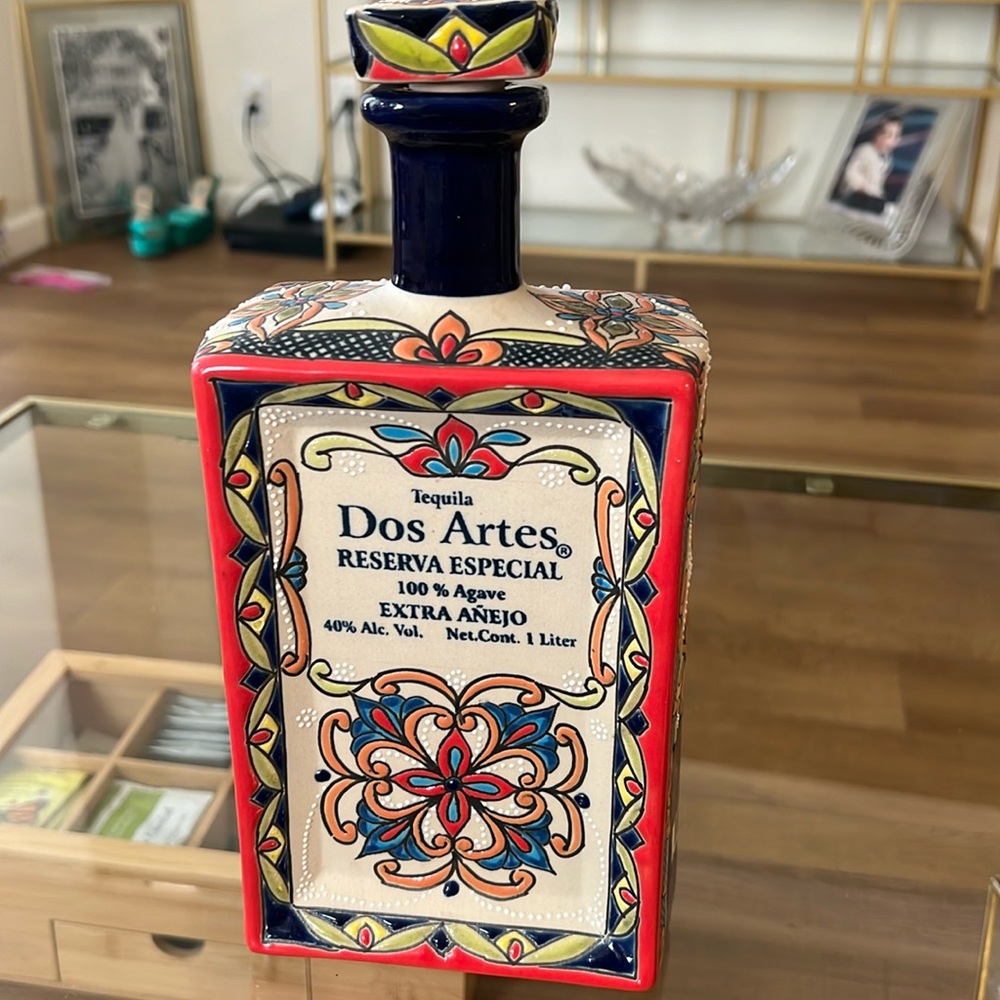 Tequila
Dos Artes®
RESERVA ESPECIAL
100 % Agave
EXTRA AÑEJO
40% Alc. Vol. Net.Cont. 1 Liter